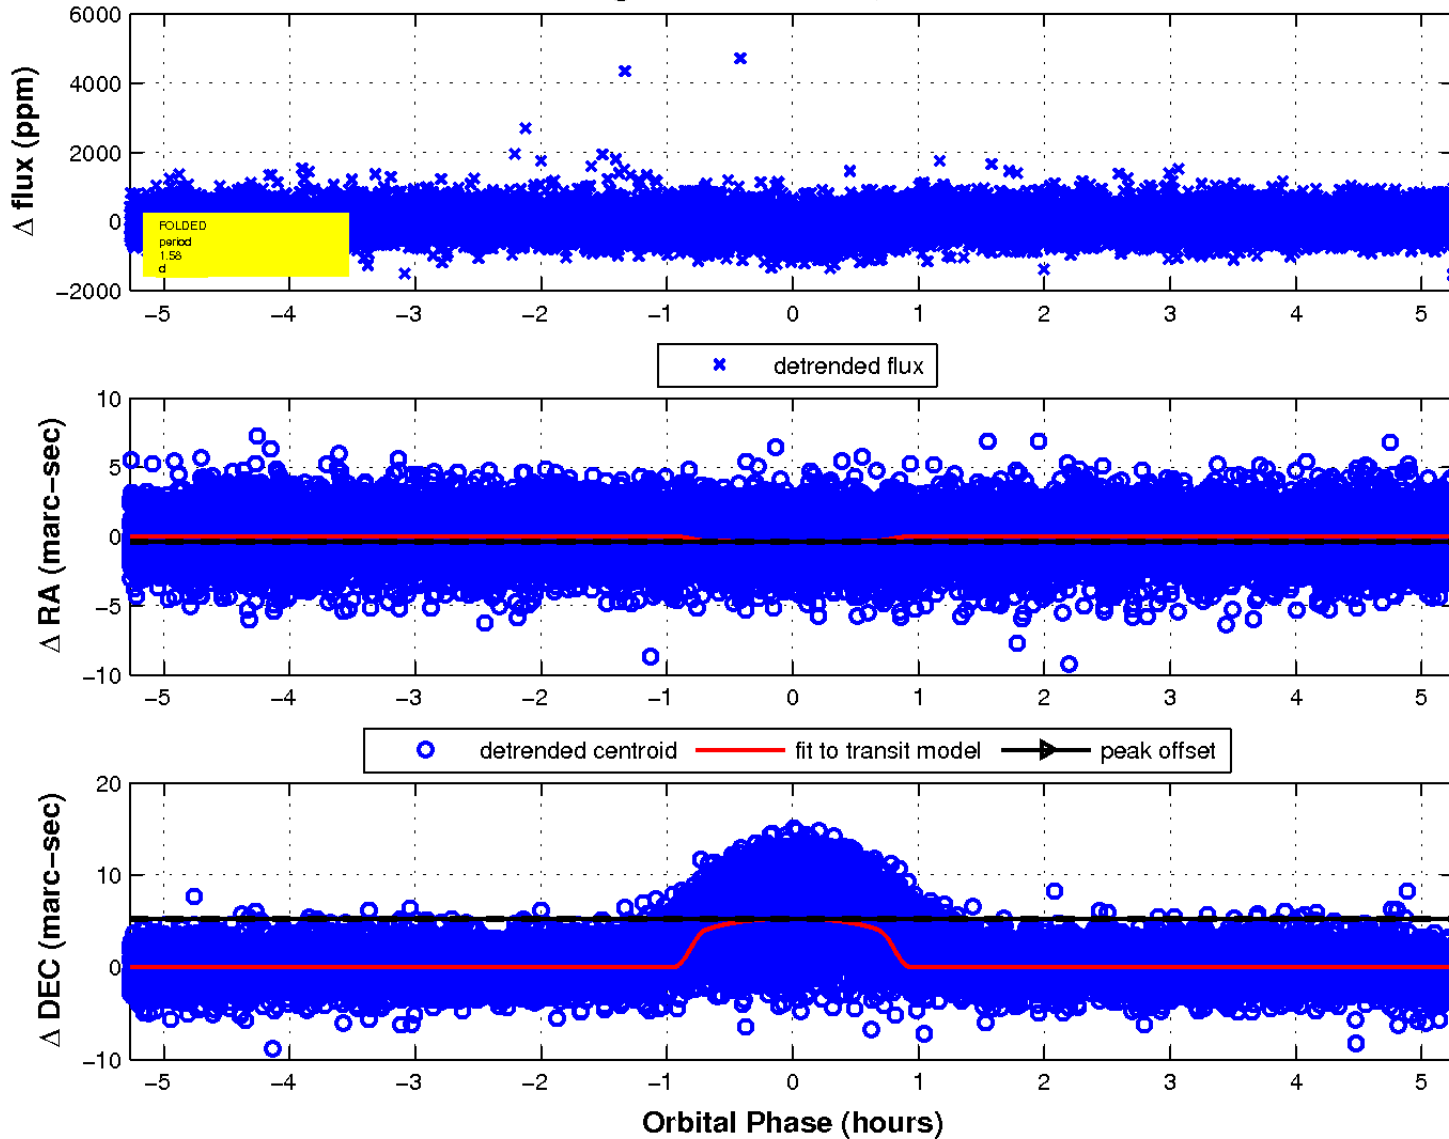 6000
4000
2000
0
−2000
Δ flux (ppm)
FOLDED
period
1.58
d
−5 −4 −3 −2 −1 0 1 2 3 4 5
detrended flux
10
5
0
−5
−10
Δ RA (marc−sec)
−5 −4 −3 −2 −1 0 1 2 3 4 5
detrended centroid fit to transit model peak offset
20
10
0
−10
Δ DEC (marc−sec)
−5 −4 −3 −2 −1 0 1 2 3 4 5
Orbital Phase (hours)